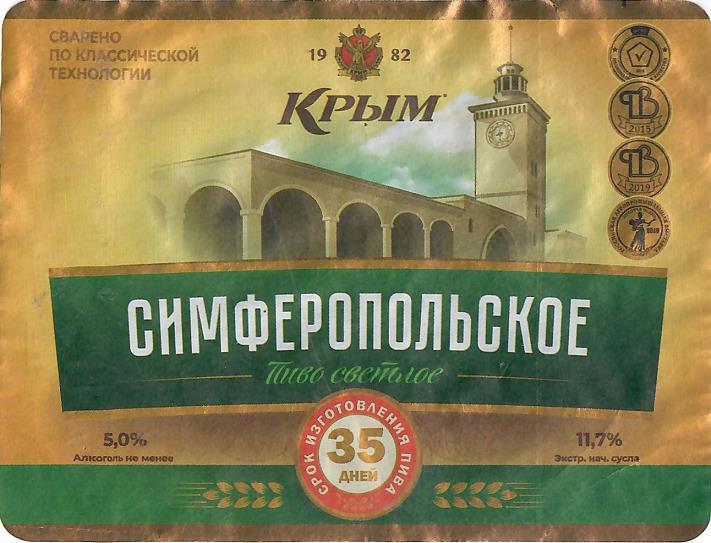 СВАРЕНО
ПО КЛАССИЧЕСКОЙ
ТЕХНОЛОГИИ
19 82
КРЫМ
КРЫМ
2015
2019
СИМФЕРОПОЛЬСКОЕ
Пиво светлое
5,0%
Алкоголь не менее
СРОК ИЗГОТОВЛЕНИЯ ПИВА
35
ДНЕЙ
11,7%
Экстр. нач. сусла